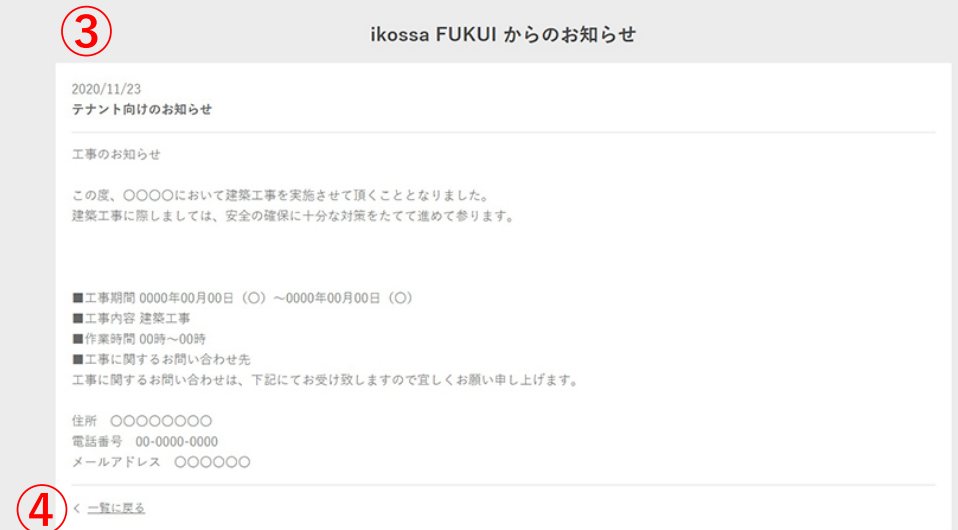 ③
ikossa FUKUI からのお知らせ
2020/11/23
テナント向けのお知らせ
工事のお知らせ
この度、〇〇〇〇において建築工事を実施させて頂くこととなりました。
建築工事に際しましては、安全の確保に十分な対策をたてて進めて参ります。
■工事期間 0000年00月00日（〇）～0000年00月00日（〇）
■工事内容 建築工事
■作業時間 00時～00時
■工事に関するお問い合わせ先
工事に関するお問い合わせは、下記にてお受け致しますので宜しくお願い申し上げます。
住所　〇〇〇〇〇〇〇〇
電話番号　00-0000-0000
メールアドレス　〇〇〇〇〇〇
④
< 一覧に戻る